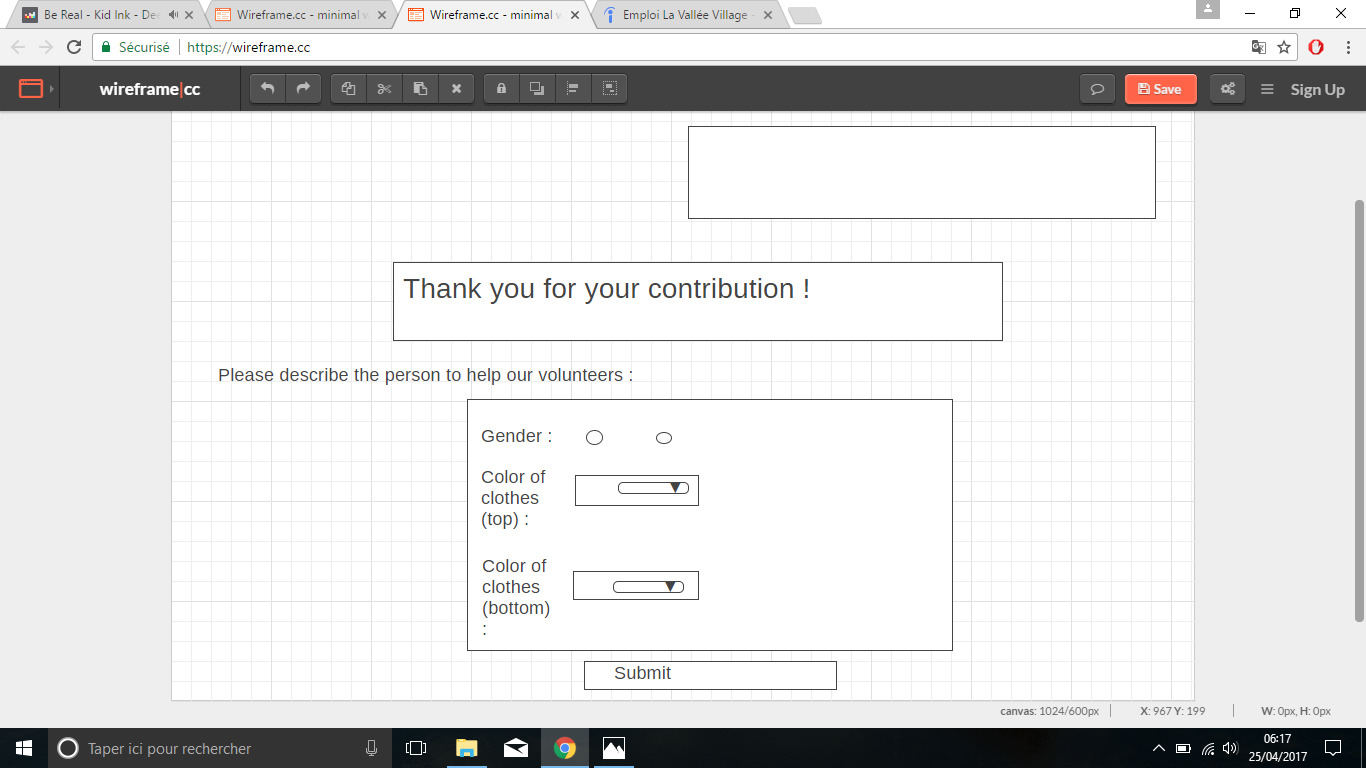 Be Real - Kid Ink - De
Wireframe.cc - minimal w
Wireframe.cc - minimal w
Emploi La Vallée Village -
Sécurisé
https://wireframe.cc
wireframe|cc
Save
Sign Up
Thank you for your contribution !
Please describe the person to help our volunteers :
Gender :
Color of
clothes
(top) :
Color of
clothes
(bottom)
:
Submit
canvas: 1024/600px
X: 967 Y: 199
W: 0px, H: 0px
Taper ici pour rechercher
06:17
25/04/2017